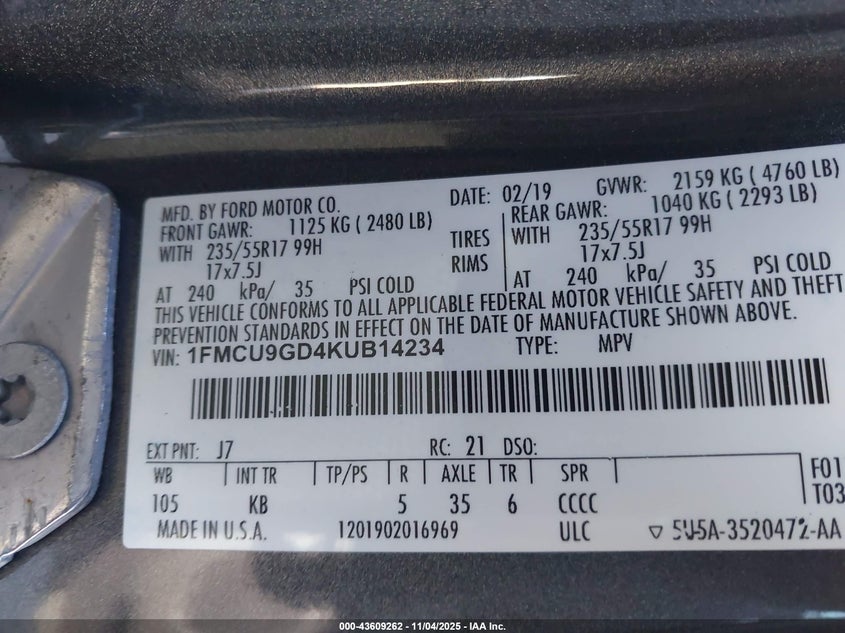 MFD. BY FORD MOTOR CO. DATE: 02/19 GVWR: 2159 KG ( 4760 LB)
FRONT GAWR: 1125 KG ( 2480 LB) REAR GAWR: 1040 KG ( 2293 LB)
WITH 235/55R17 99H TIRES WITH 235/55R17 99H
17x7.5J RIMS 17x7.5J
AT 240 kPa/ 35 PSI COLD AT 240 kPa/ 35 PSI COLD
THIS VEHICLE CONFORMS TO ALL APPLICABLE FEDERAL MOTOR VEHICLE SAFETY AND THEFT
PREVENTION STANDARDS IN EFFECT ON THE DATE OF MANUFACTURE SHOWN ABOVE.
VIN: 1FMCU9GD4KUB14234 TYPE: MPV
EXT PNT: J7 RC: 21 DSO:
WB INT TR TP/PS R AXLE TR SPR F01
105 KB 5 35 6 CCCC T03
MADE IN U.S.A. 1201902016969 ULC ▽ 5U5A-3520472-AA
000-43609262 - 11/04/2025 - IAA Inc.